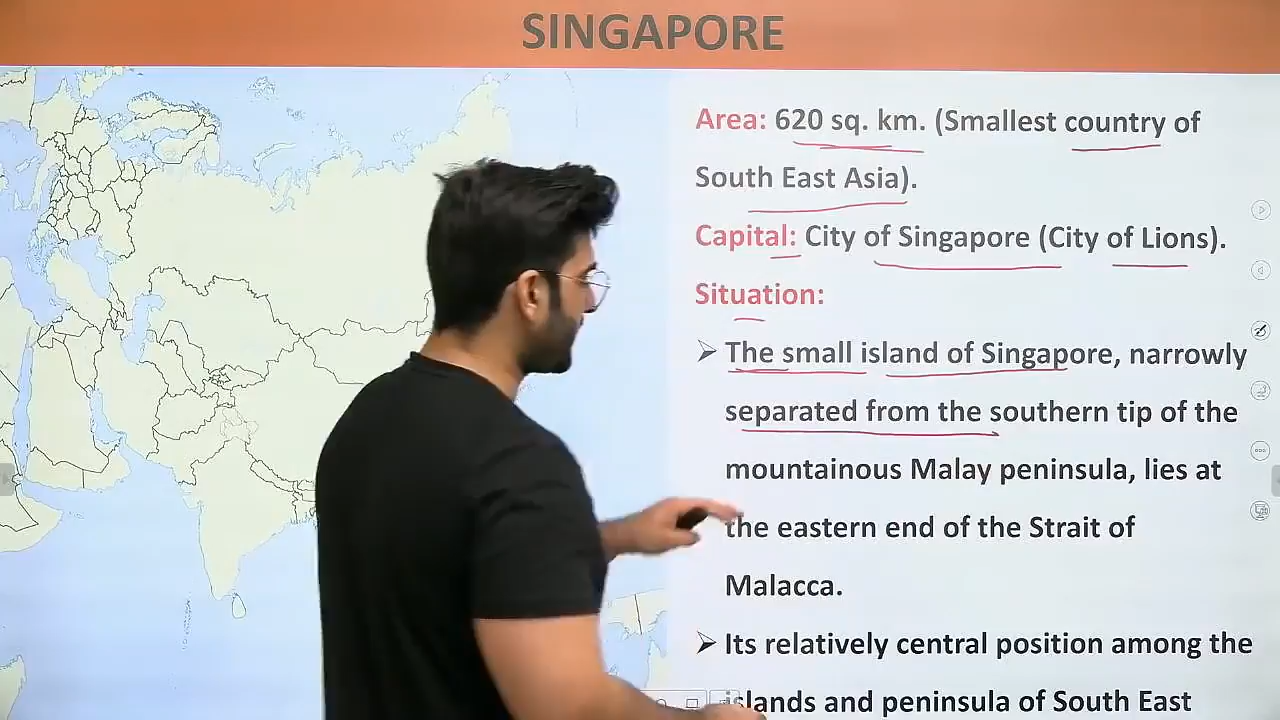 SINGAPORE
Area: 620 sq. km. (Smallest country of
South East Asia).
Capital: City of Singapore (City of Lions).
Situation:
➢ The small island of Singapore, narrowly
separated from the southern tip of the
mountainous Malay peninsula, lies at
the eastern end of the Strait of
Malacca.
➢ Its relatively central position among the
islands and peninsula of South East